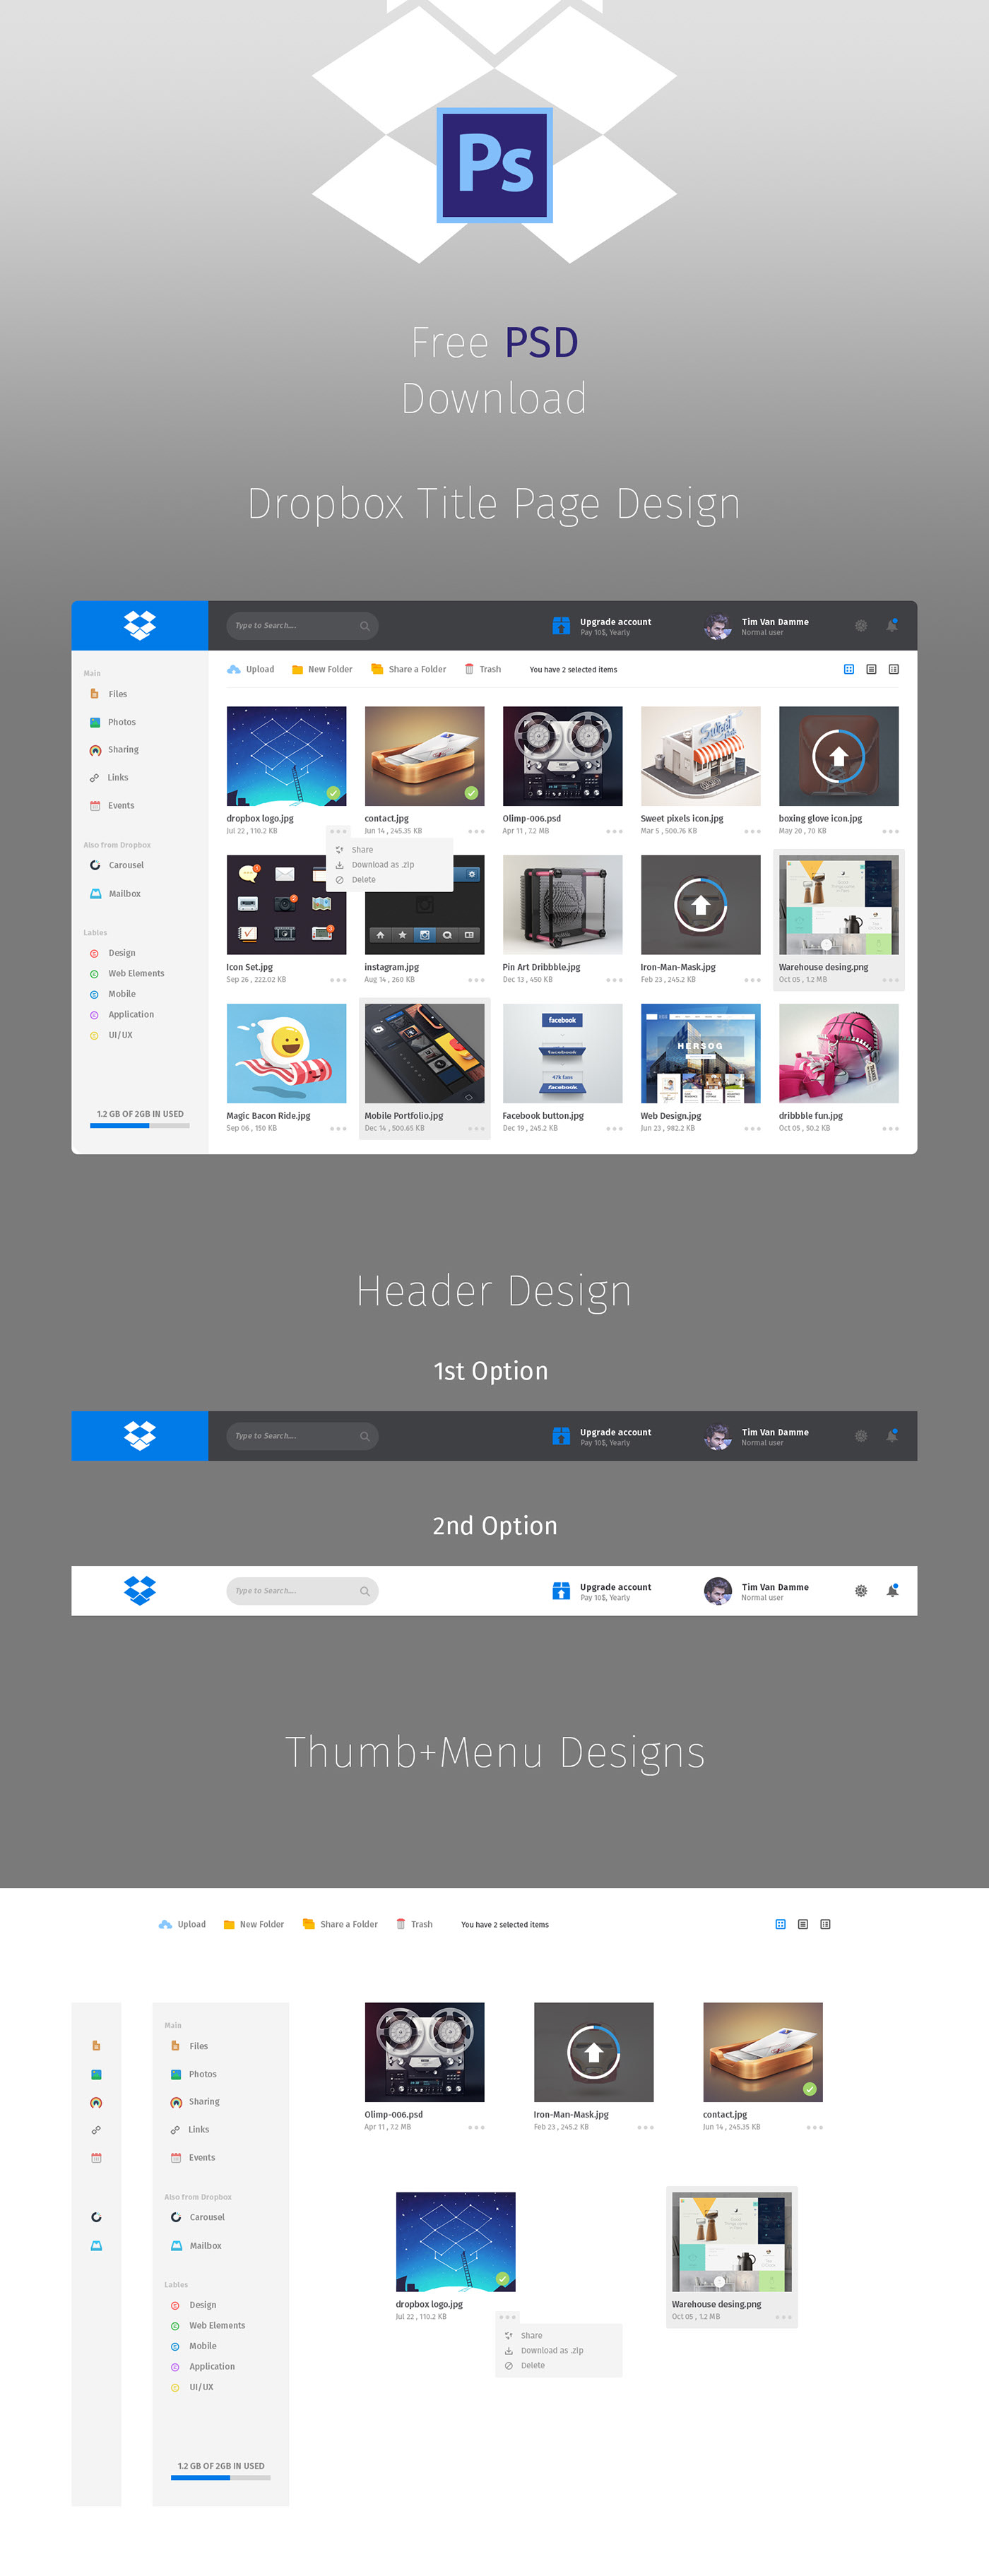 Ps
Free PSD
Download
Dropbox Title Page Design
Type to Search....
Upgrade account
Pay 10$, Yearly
Tim Van Damme
Normal user
Main
Files
Photos
Sharing
Links
Events
Also from Dropbox
Carousel
Mailbox
Lables
Design
Web Elements
Mobile
Application
UI/UX
1.2 GB OF 2GB IN USED
Upload New Folder Share a Folder Trash You have 2 selected items
dropbox logo.jpg
Jul 22 , 110.2 KB
contact.jpg
Jun 14 , 245.35 KB
Olimp-006.psd
Apr 11 , 7.2 MB
Sweet pixels icon.jpg
Mar 5 , 500.76 KB
boxing glove icon.jpg
May 20 , 70 KB
Share
Download as .zip
Delete
Icon Set.jpg
Sep 26 , 222.02 KB
instagram.jpg
Aug 14 , 260 KB
Pin Art Dribbble.jpg
Dec 13 , 450 KB
Iron-Man-Mask.jpg
Feb 23 , 245.2 KB
Warehouse desing.png
Oct 05 , 1.2 MB
facebook
facebook
47k fans
facebook
HERSOG
Magic Bacon Ride.jpg
Sep 06 , 150 KB
Mobile Portfolio.jpg
Dec 14 , 500.65 KB
Facebook button.jpg
Dec 19 , 245.2 KB
Web Design.jpg
Jun 23 , 982.2 KB
dribbble fun.jpg
Oct 05 , 50.2 KB
Header Design
1st Option
Type to Search....
Upgrade account
Pay 10$, Yearly
Tim Van Damme
Normal user
2nd Option
Type to Search....
Upgrade account
Pay 10$, Yearly
Tim Van Damme
Normal user
Thumb+Menu Designs
Upload New Folder Share a Folder Trash You have 2 selected items
Main
Files
Photos
Sharing
Links
Events
Also from Dropbox
Carousel
Mailbox
Lables
Design
Web Elements
Mobile
Application
UI/UX
1.2 GB OF 2GB IN USED
Olimp-006.psd
Apr 11 , 7.2 MB
Iron-Man-Mask.jpg
Feb 23 , 245.2 KB
contact.jpg
Jun 14 , 245.35 KB
dropbox logo.jpg
Jul 22 , 110.2 KB
Share
Download as .zip
Delete
Warehouse desing.png
Oct 05 , 1.2 MB